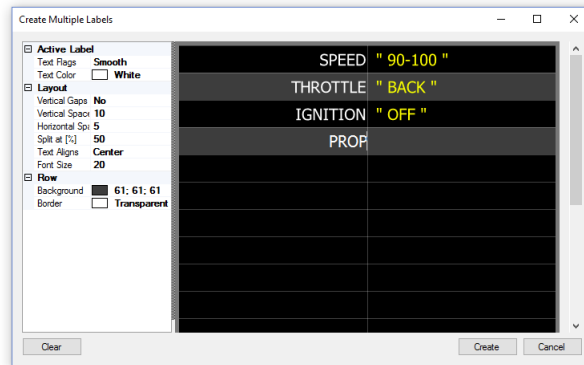 Create Multiple Labels
Active Label
Text Flags Smooth
Text Color White
Layout
Vertical Gaps No
Vertical Spac 10
Horizontal Sp 5
Split at [%] 50
Text Aligns Center
Font Size 20
Row
Background 61; 61; 61
Border Transparent
SPEED " 90-100 "
THROTTLE " BACK "
IGNITION " OFF "
PROP
Clear
Create
Cancel